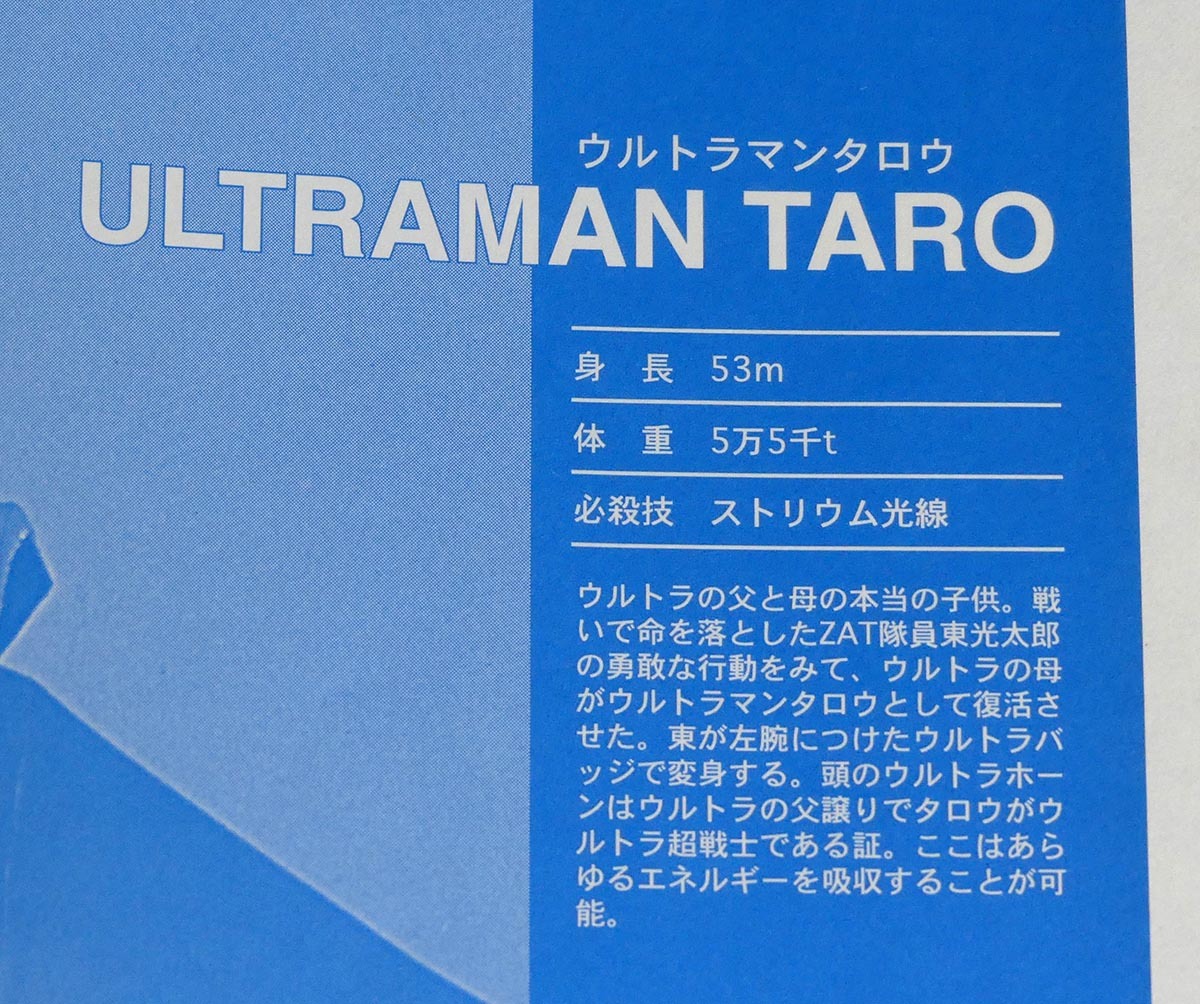 ウルトラマンタロウ
ULTRAMAN TARO
身 長 53m
体 重 5万5千t
必殺技 ストリウム光線
ウルトラの父と母の本当の子供。戦
いで命を落としたZAT隊員東光太郎
の勇敢な行動をみて、ウルトラの母
がウルトラマンタロウとして復活さ
せた。東が左腕につけたウルトラバ
ッジで変身する。頭のウルトラホー
ンはウルトラの父譲りでタロウがウ
ルトラ超戦士である証。ここはあら
ゆるエネルギーを吸収することが可
能。